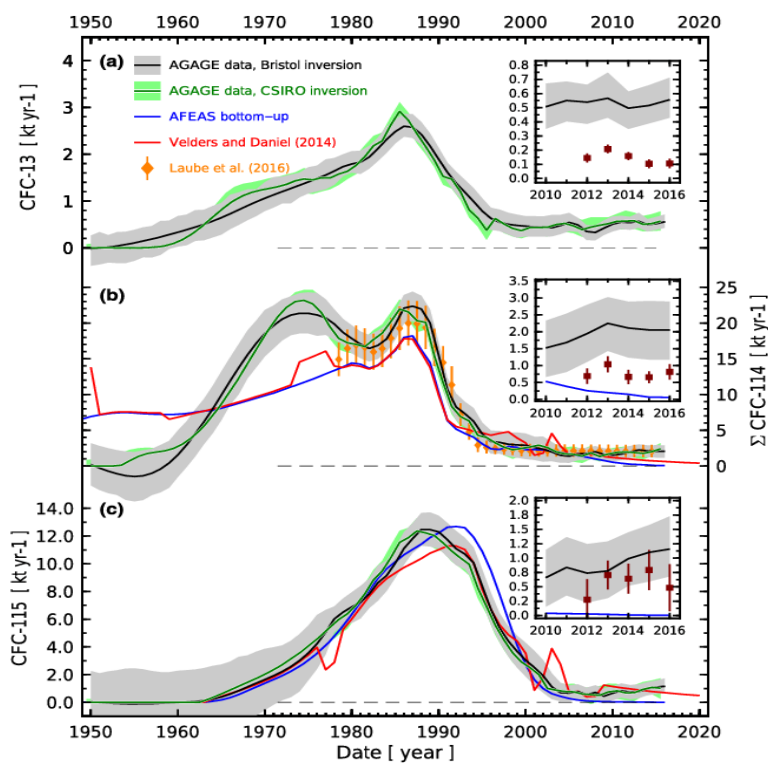 1950 1960 1970 1980 1990 2000 2010 2020
(a)
AGAGE data, Bristol inversion
AGAGE data, CSIRO inversion
AFEAS bottom-up
Velders and Daniel (2014)
Laube et al. (2016)
CFC-13 [ kt yr-1 ]
4
3
2
1
0
0.8
0.7
0.6
0.5
0.4
0.3
0.2
0.1
0.0
2010 2012 2014 2016
(b)
Σ CFC-114 [ kt yr-1 ]
25
20
15
10
5
0
3.5
3.0
2.5
2.0
1.5
1.0
0.5
0.0
2010 2012 2014 2016
(c)
CFC-115 [ kt yr-1 ]
14.0
12.0
10.0
8.0
6.0
4.0
2.0
0.0
2.0
1.8
1.2
1.0
0.8
0.5
0.2
0.0
2010 2012 2014 2016
1950 1960 1970 1980 1990 2000 2010 2020
Date [ year ]